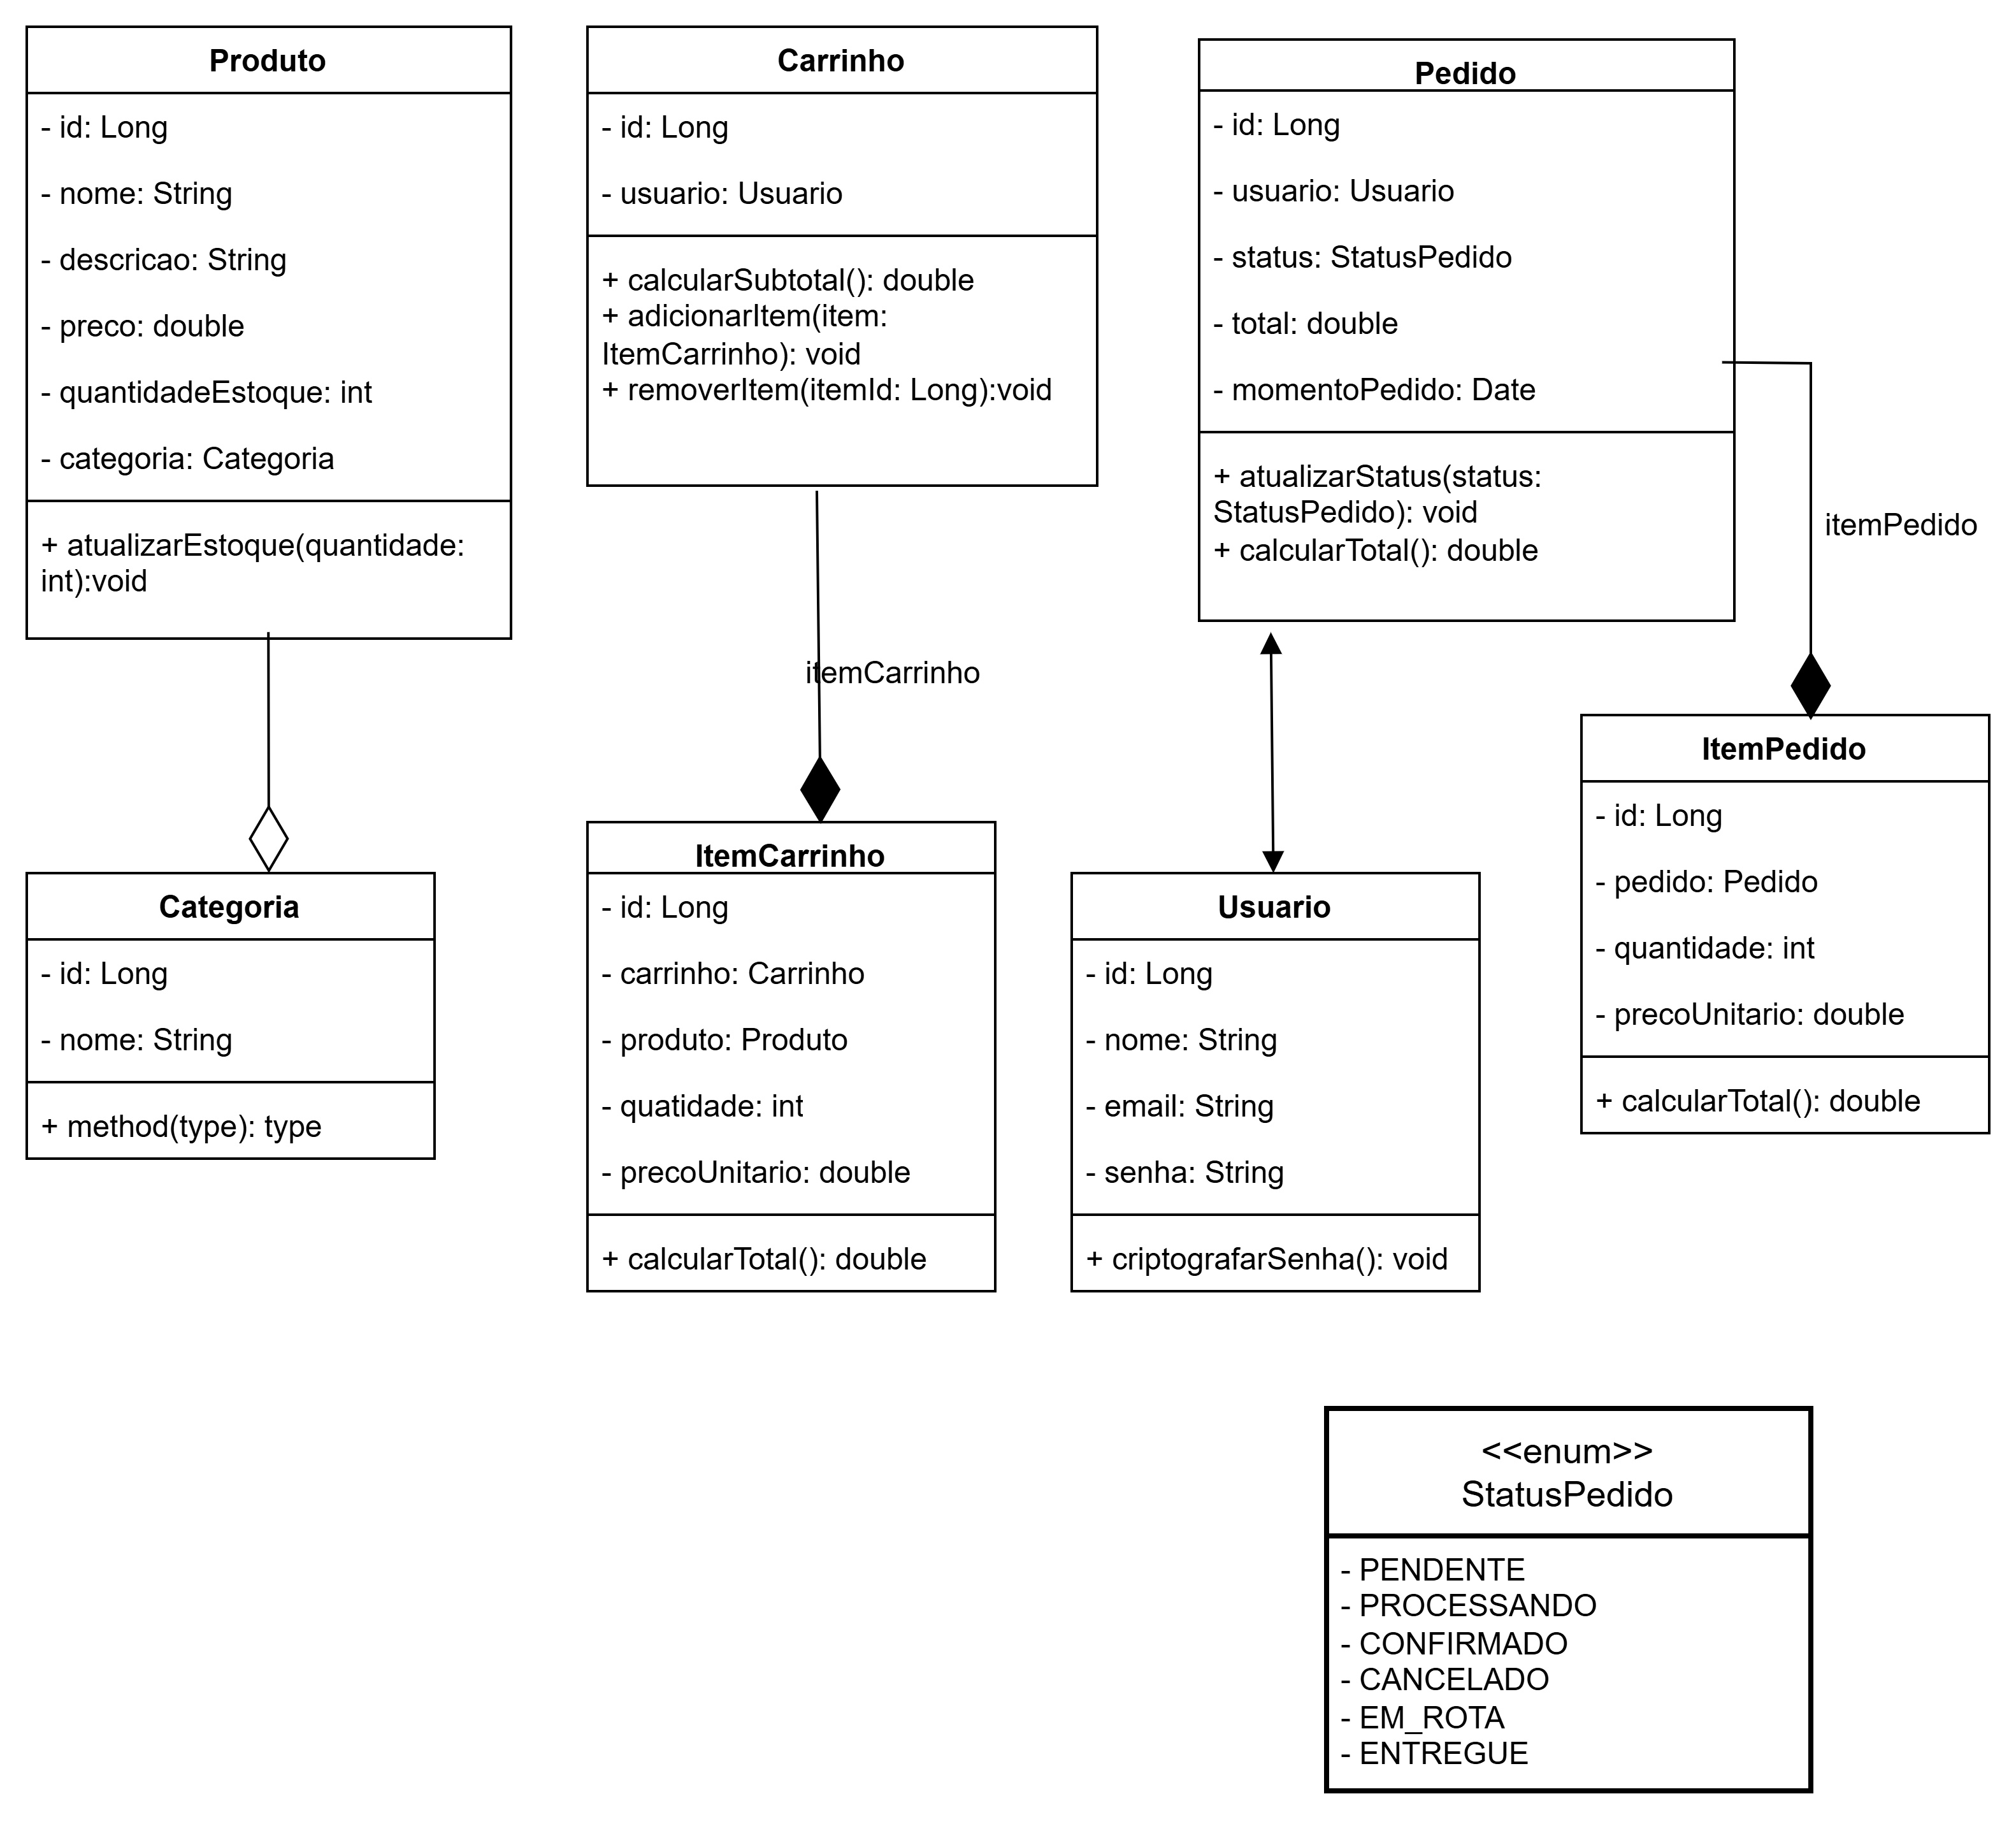 Produto
- id: Long
- nome: String
- descricao: String
- preco: double
- quantidadeEstoque: int
- categoria: Categoria
+ atualizarEstoque(quantidade:
int):void
Carrinho
- id: Long
- usuario: Usuario
+ calcularSubtotal(): double
+ adicionarItem(item:
ItemCarrinho): void
+ removerItem(itemId: Long):void
Pedido
- id: Long
- usuario: Usuario
- status: StatusPedido
- total: double
- momentoPedido: Date
+ atualizarStatus(status:
StatusPedido): void
+ calcularTotal(): double
itemPedido
itemCarrinho
Categoria
- id: Long
- nome: String
+ method(type): type
ItemCarrinho
- id: Long
- carrinho: Carrinho
- produto: Produto
- quatidade: int
- precoUnitario: double
+ calcularTotal(): double
Usuario
- id: Long
- nome: String
- email: String
- senha: String
+ criptografarSenha(): void
ItemPedido
- id: Long
- pedido: Pedido
- quantidade: int
- precoUnitario: double
+ calcularTotal(): double
<<enum>>
StatusPedido
- PENDENTE
- PROCESSANDO
- CONFIRMADO
- CANCELADO
- EM_ROTA
- ENTREGUE